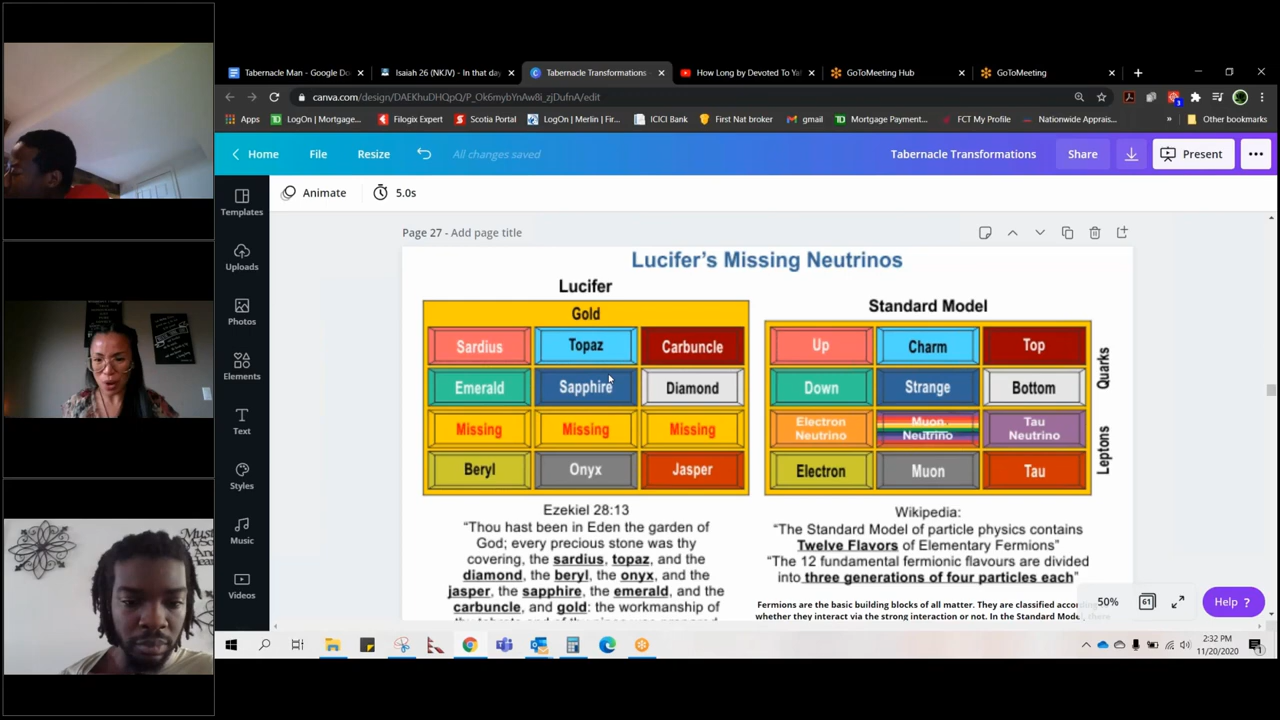 Tabernacle Man - Google Do
Isaiah 26 (NKJV) - In that day
Tabernacle Transformations
How Long by Devoted To Ya
GoToMeeting Hub
GoToMeeting
canva.com/design/DAEKhuDHQpQ/P_Ok6mybYnAw8i_zjDufnA/edit
Apps
LogOn | Mortgage...
Filogix Expert
Scotia Portal
LogOn | Merlin | Fir...
ICICI Bank
First Nat broker
gmail
Mortgage Payment...
FCT My Profile
Nationwide Apprais...
»
Other bookmarks
Home
File
Resize
All changes saved
Tabernacle Transformations
Share
Present
Animate
5.0s
Templates
Uploads
Photos
Elements
Text
Styles
Music
Videos
Page 27 - Add page title
Lucifer's Missing Neutrinos
Lucifer
Gold
Sardius Topaz Carbuncle
Emerald Sapphire Diamond
Missing Missing Missing
Beryl Onyx Jasper
Ezekiel 28:13
"Thou hast been in Eden the garden of
God; every precious stone was thy
covering, the sardius, topaz, and the
diamond, the beryl, the onyx, and the
jasper, the sapphire, the emerald, and the
carbuncle, and gold: the workmanship of
Standard Model
Up Charm Top
Down Strange Bottom
Electron Neutrino
Muon Neutrino
Tau Neutrino
Electron Muon Tau
Quarks
Leptons
Wikipedia:
"The Standard Model of particle physics contains
Twelve Flavors of Elementary Fermions"
"The 12 fundamental fermionic flavours are divided
into three generations of four particles each"
Fermions are the basic building blocks of all matter. They are classified
whether they interact via the strong interaction or not. In the Standard
50%
61
Help ?
2:32 PM
11/20/2020